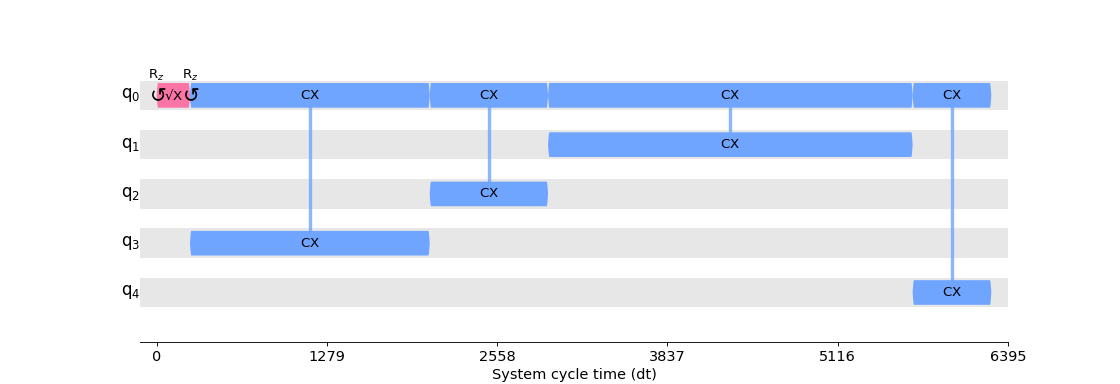 Rz Rz
q0 √X CX CX CX CX
q1 CX
q2 CX
q3 CX
q4 CX
0 1279 2558 3837 5116 6395
System cycle time (dt)